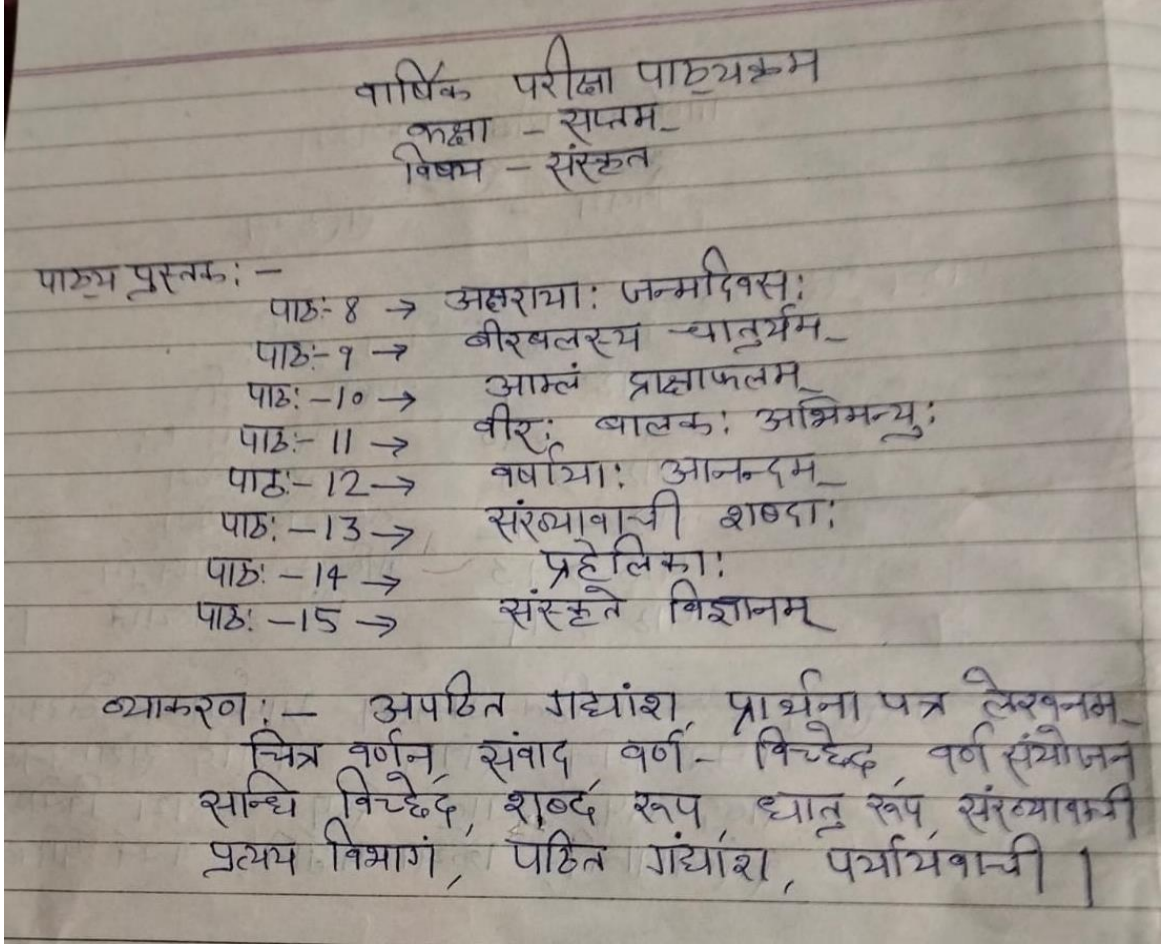 वार्षिक परीक्षा पाठ्यक्रम
कक्षा - सप्तम्
विषय - संस्कृत
पाठ्य पुस्तक: -
पाठ:- 8 → अक्षराया: जन्मदिवस:
पाठ:- 9 → बीरबलस्य चातुर्यम्
पाठ: -10 → आम्लं द्राक्षाफलम्
पाठ:- 11 → वीर: बालक: अभिमन्यु:
पाठ:- 12 → वर्षाया: आनन्दम्
पाठ: -13 → संख्यावाची शब्दा:
पाठ: -14 → प्रहेलिका:
पाठ: -15 → संस्कृते विज्ञानम्
व्याकरण: - अपठित गद्यांश, प्रार्थना पत्र लेखनम्
चित्र वर्णन, संवाद, वर्ण - विच्छेद, वर्ण संयोजन
सन्धि विच्छेद, शब्द रूप, धातु रूप, संख्यावाची
प्रत्यय विभागं, पठित गंद्यांश, पर्यायवाची |